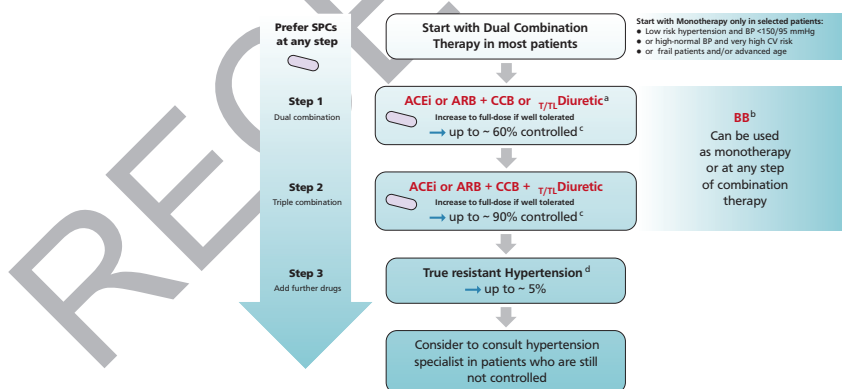 Prefer SPCs
at any step
Start with Dual Combination
Therapy in most patients
Start with Monotherapy only in selected patients:
● Low risk hypertension and BP <150/95 mmHg
● or high-normal BP and very high CV risk
● or frail patients and/or advanced age
Step 1
Dual combination
ACEi or ARB + CCB or T/TLDiuretic a
Increase to full-dose if well tolerated
→ up to ~ 60% controlled c
BB b
Can be used
as monotherapy
or at any step
of combination
therapy
Step 2
Triple combination
ACEi or ARB + CCB + T/TLDiuretic
Increase to full-dose if well tolerated
→ up to ~ 90% controlled c
Step 3
Add further drugs
True resistant Hypertension d
→ up to ~ 5%
Consider to consult hypertension
specialist in patients who are still
not controlled